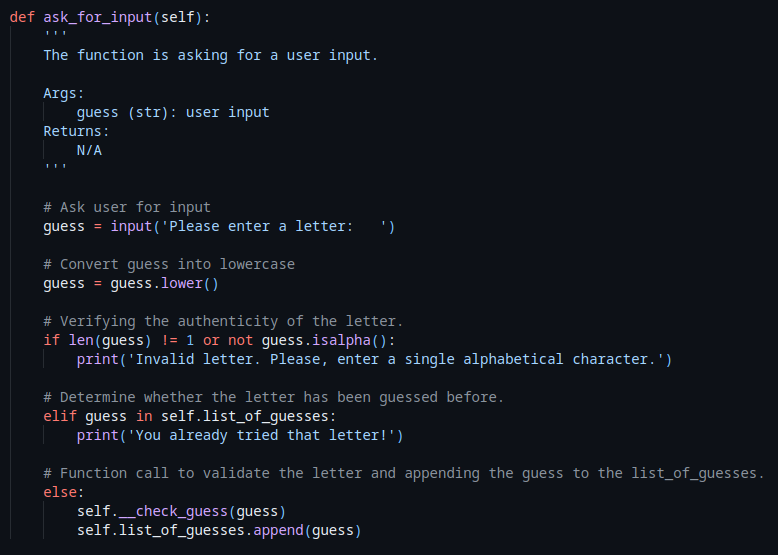 def ask_for_input(self):
    '''
    The function is asking for a user input.

    Args:
        guess (str): user input
    Returns:
        N/A
    '''

    # Ask user for input
    guess = input('Please enter a letter:   ')

    # Convert guess into lowercase
    guess = guess.lower()

    # Verifying the authenticity of the letter.
    if len(guess) != 1 or not guess.isalpha():
        print('Invalid letter. Please, enter a single alphabetical character.')

    # Determine whether the letter has been guessed before.
    elif guess in self.list_of_guesses:
        print('You already tried that letter!')

    # Function call to validate the letter and appending the guess to the list_of_guesses.
    else:
        self.__check_guess(guess)
        self.list_of_guesses.append(guess)